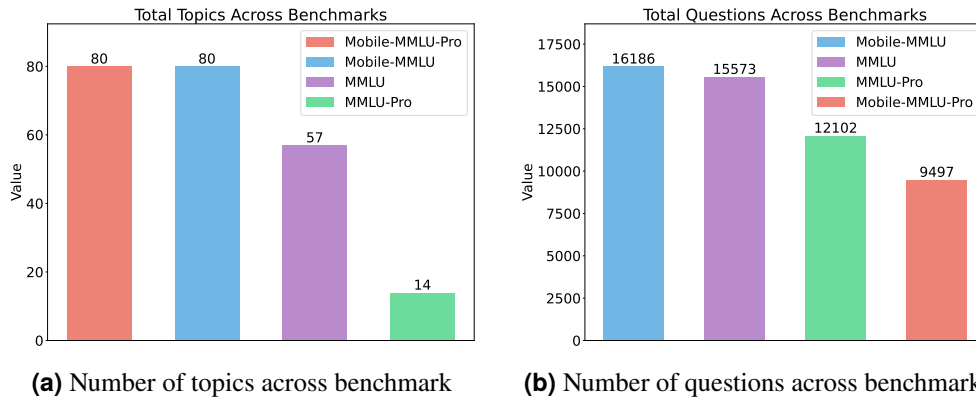 Total Topics Across Benchmarks
Value
0
20
40
60
80
80
80
57
14
Mobile-MMLU-Pro
Mobile-MMLU
MMLU
MMLU-Pro
(a) Number of topics across benchmark
Total Questions Across Benchmarks
Value
0
2500
5000
7500
10000
12500
15000
17500
16186
15573
12102
9497
Mobile-MMLU
MMLU
MMLU-Pro
Mobile-MMLU-Pro
(b) Number of questions across benchmark